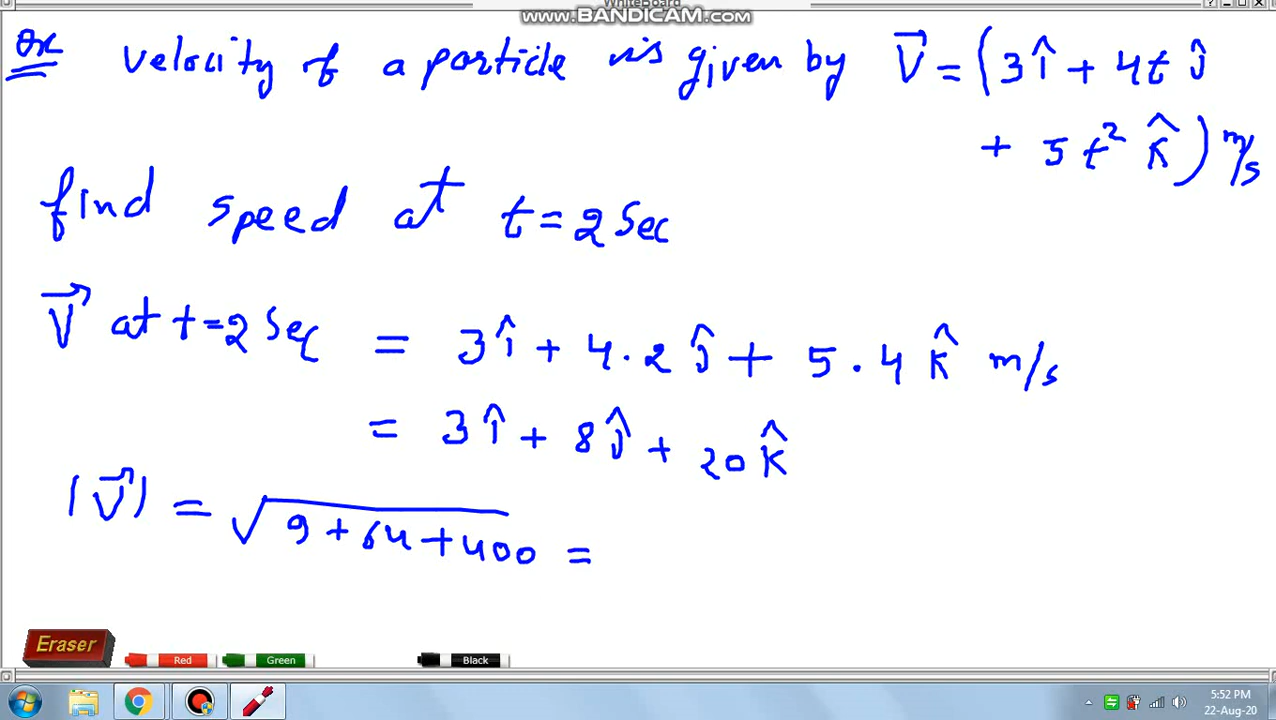 WhiteBoard
www.BANDICAM.com
Ex velocity of a particle is given by V⃗ = (3î + 4t ĵ
+ 5t² k̂) m/s
find speed at t = 2 Sec
V⃗ at t = 2 Sec = 3î + 4.2ĵ + 5.4 k̂ m/s
= 3î + 8ĵ + 20k̂
|V⃗| = √9+64+400 =
Eraser
Red Green Black
5:52 PM
22-Aug-20